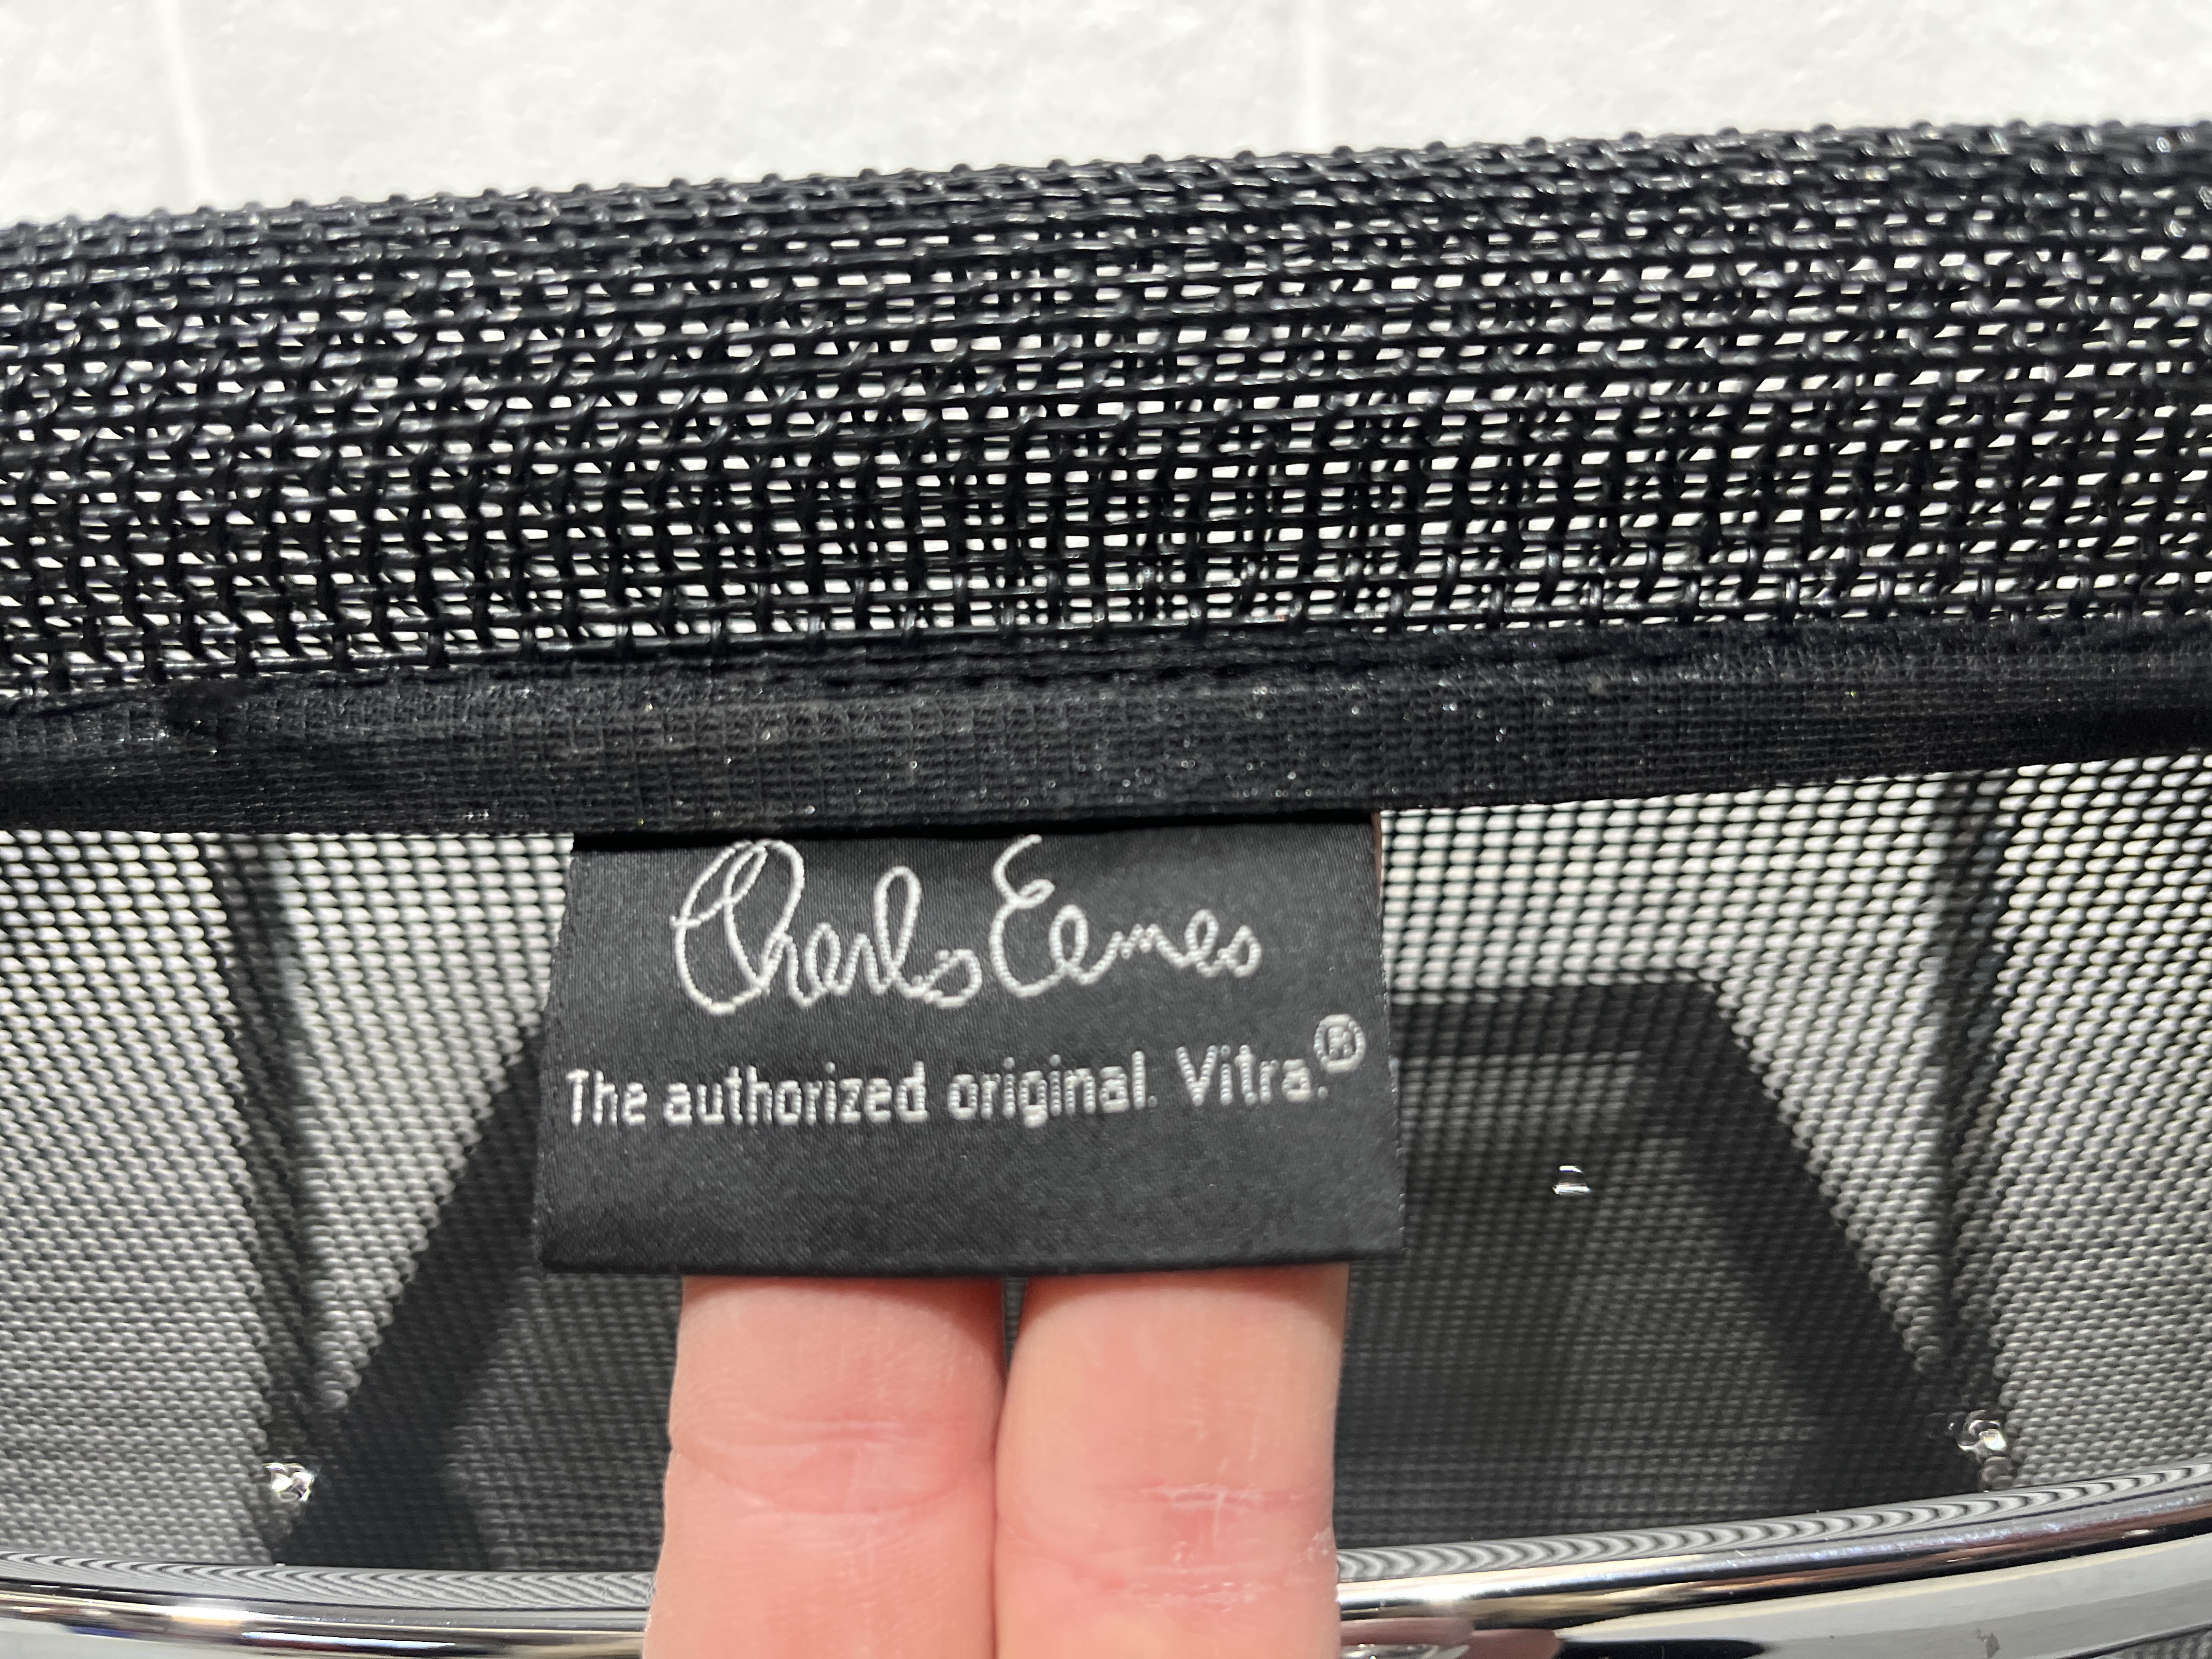 Charles Eames
The authorized original. Vitra.®